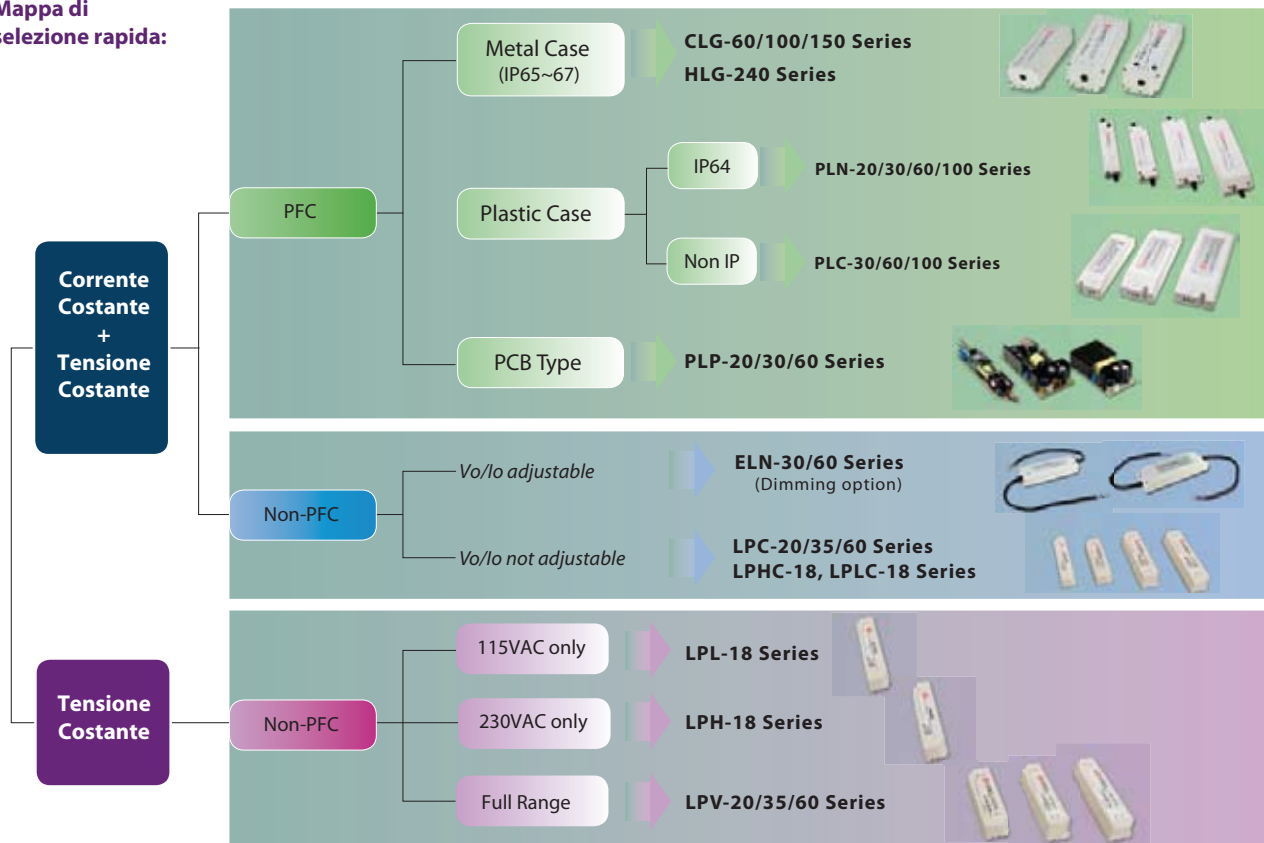 Mappa di
selezione rapida:
Corrente
Costante
+
Tensione
Costante
PFC
Metal Case
(IP65~67)
CLG-60/100/150 Series
HLG-240 Series
Plastic Case
IP64
PLN-20/30/60/100 Series
Non IP
PLC-30/60/100 Series
PCB Type
PLP-20/30/60 Series
Non-PFC
Vo/Io adjustable
ELN-30/60 Series
(Dimming option)
Vo/Io not adjustable
LPC-20/35/60 Series
LPHC-18, LPLC-18 Series
Tensione
Costante
Non-PFC
115VAC only
LPL-18 Series
230VAC only
LPH-18 Series
Full Range
LPV-20/35/60 Series